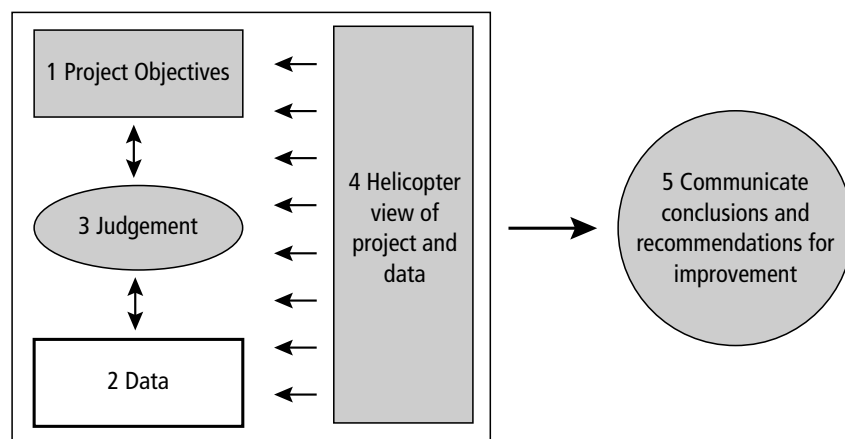 1 Project Objectives
3 Judgement
2 Data
4 Helicopter
view of
project and
data
5 Communicate
conclusions and
recommendations for
improvement